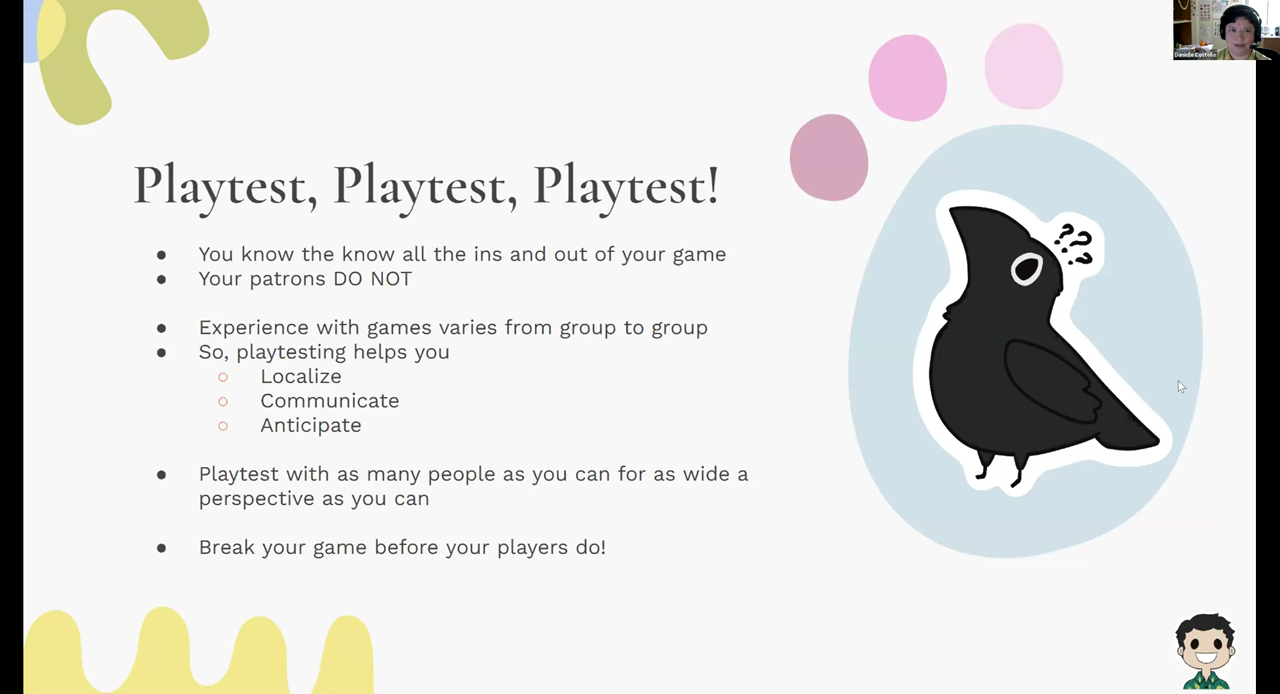 Danielle Costello
Playtest, Playtest, Playtest!
● You know the know all the ins and out of your game
● Your patrons DO NOT
● Experience with games varies from group to group
● So, playtesting helps you
○ Localize
○ Communicate
○ Anticipate
● Playtest with as many people as you can for as wide a
perspective as you can
● Break your game before your players do!
???